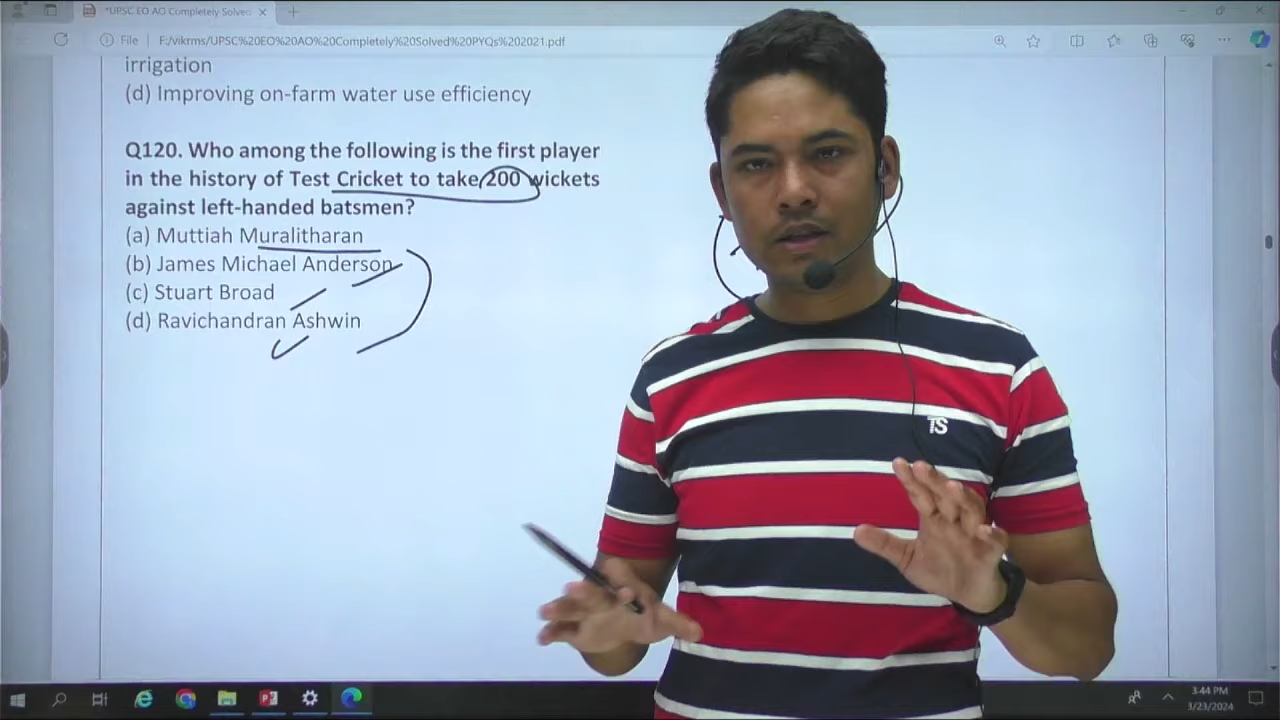 *UPSC EO AO Completely Solved
File F:/vikrms/UPSC%20EO%20AO%20Completely%20Solved%20PYQs%202021.pdf
irrigation
(d) Improving on-farm water use efficiency
Q120. Who among the following is the first player
in the history of Test Cricket to take 200 wickets
against left-handed batsmen?
(a) Muttiah Muralitharan
(b) James Michael Anderson
(c) Stuart Broad
(d) Ravichandran Ashwin
TS
3:44 PM
3/23/2024